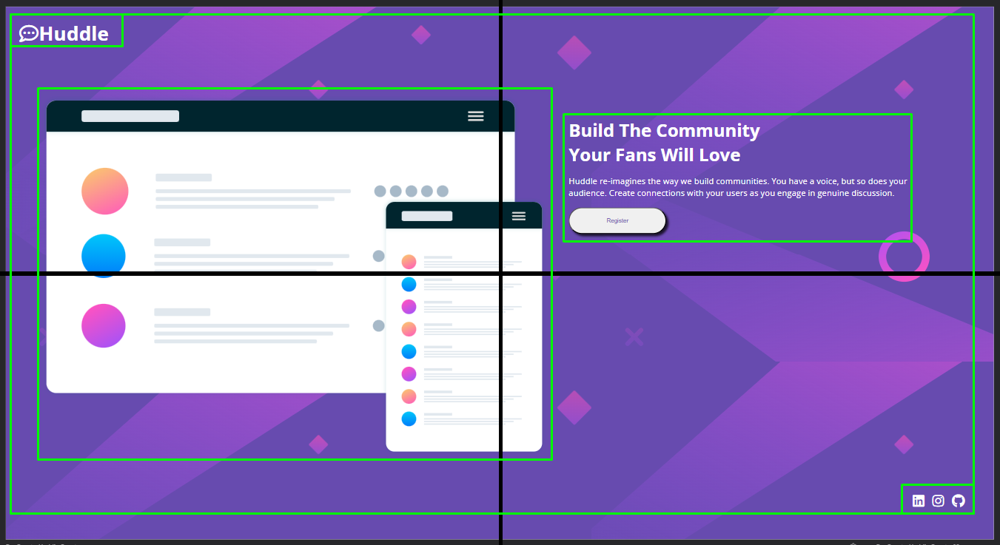 Huddle
Build The Community
Your Fans Will Love
Huddle re-imagines the way we build communities. You have a voice, but so does your
audience. Create connections with your users as you engage in genuine discussion.
Register
in